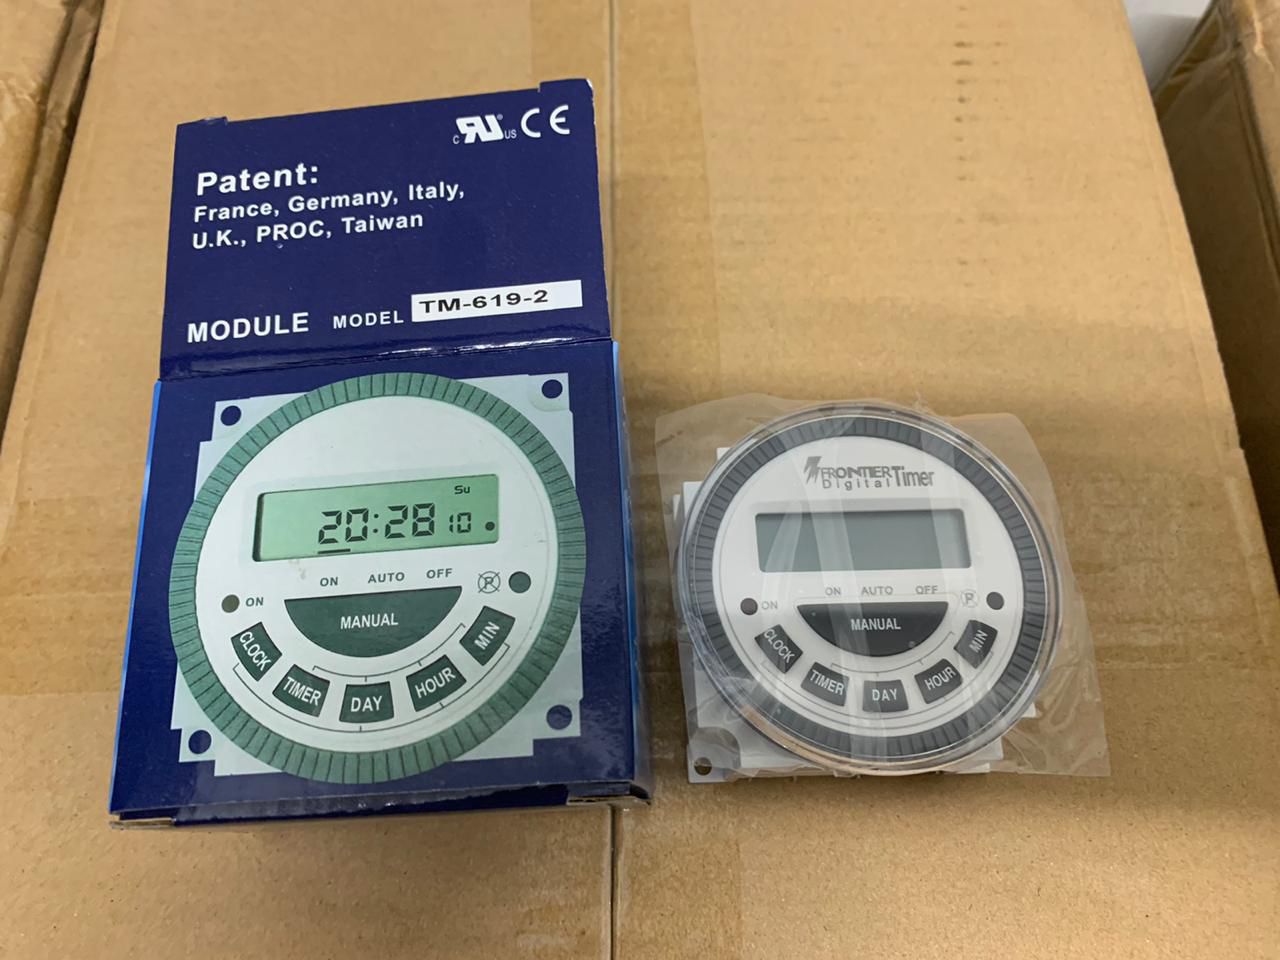 c RU US CE
Patent:
France, Germany, Italy,
U.K., PROC, Taiwan
MODULE MODEL TM-619-2
Su
20:28 10
ON AUTO OFF
ON
P
MANUAL
CLOCK
TIMER
DAY
HOUR
MIN
FRONTIER Timer
Digital
ON AUTO OFF
ON
P
MANUAL
CLOCK
TIMER
DAY
HOUR
MIN